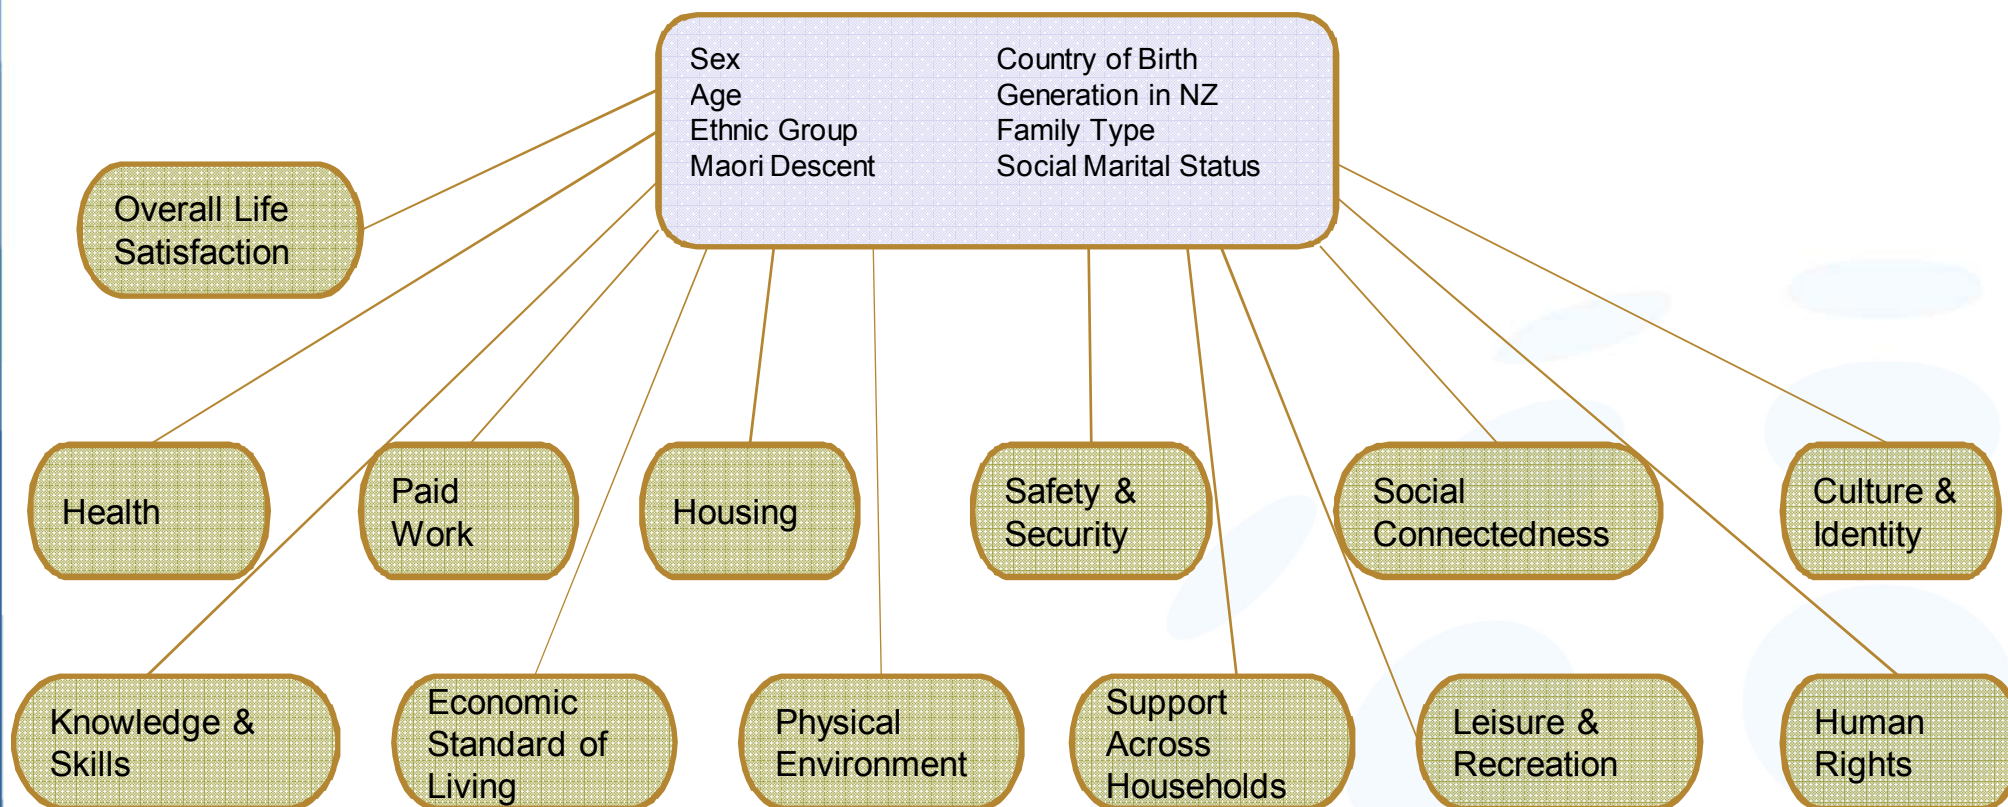 Sex
Age
Ethnic Group
Maori Descent
Country of Birth
Generation in NZ
Family Type
Social Marital Status
Overall Life
Satisfaction
Health
Paid
Work
Housing
Safety &
Security
Social
Connectedness
Culture &
Identity
Knowledge &
Skills
Economic
Standard of
Living
Physical
Environment
Support
Across
Households
Leisure &
Recreation
Human
Rights